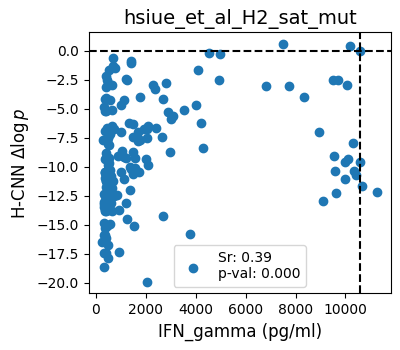 hsiue_et_al_H2_sat_mut
H-CNN Δlog p
0.0
−2.5
−5.0
−7.5
−10.0
−12.5
−15.0
−17.5
−20.0
Sr: 0.39
p-val: 0.000
0 2000 4000 6000 8000 10000
IFN_gamma (pg/ml)